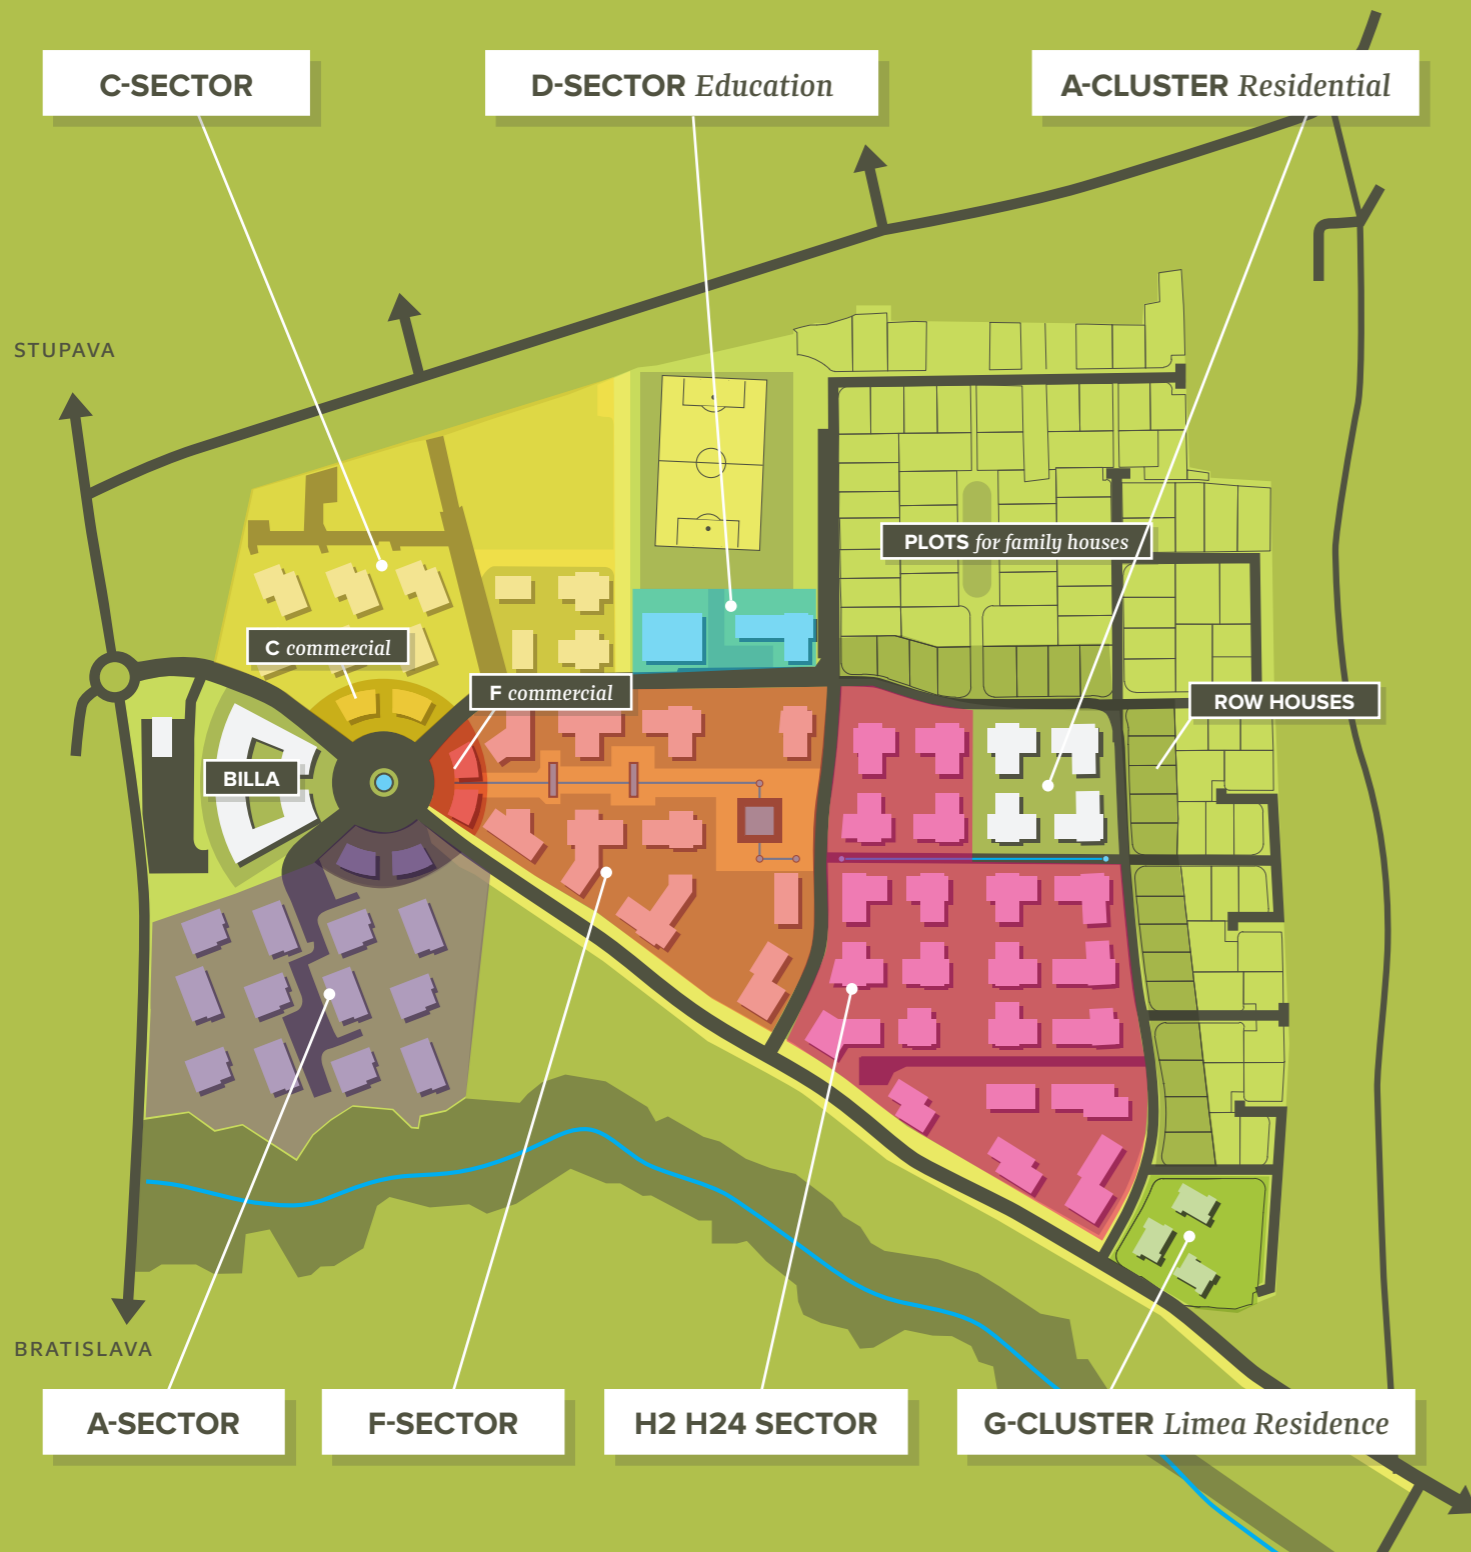 C-SECTOR
D-SECTOR Education
A-CLUSTER Residential
STUPAVA
PLOTS for family houses
C commercial
F commercial
ROW HOUSES
BILLA
BRATISLAVA
A-SECTOR
F-SECTOR
H2 H24 SECTOR
G-CLUSTER Limea Residence